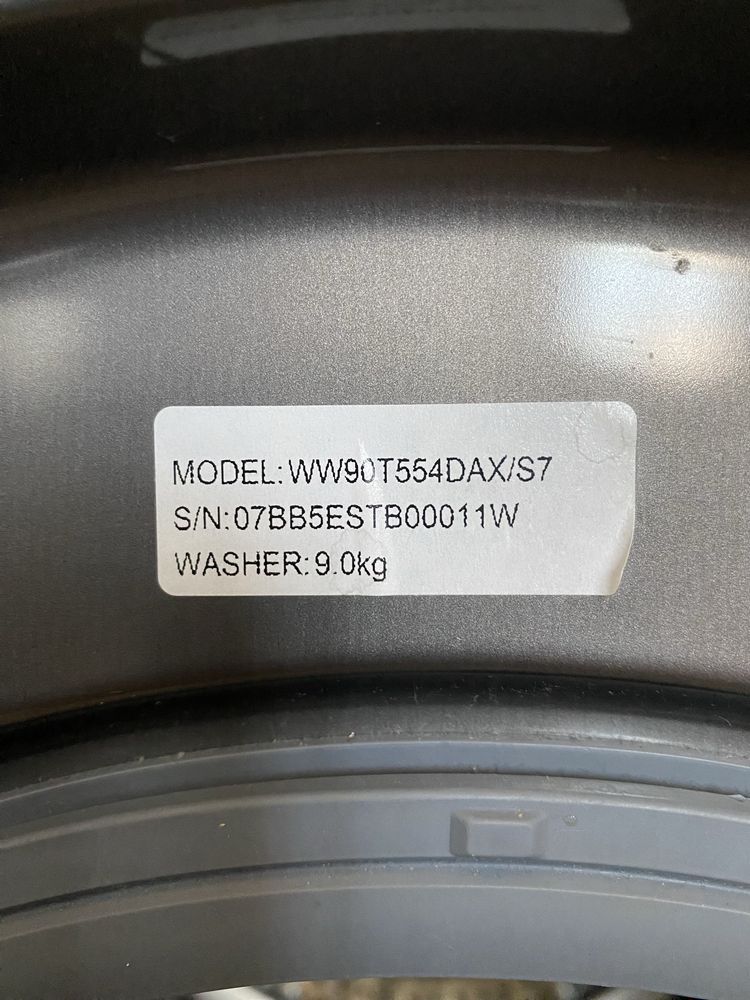 MODEL: WW90T554DAX/S7
S/N: 07BB5ESTB00011W
WASHER: 9.0kg